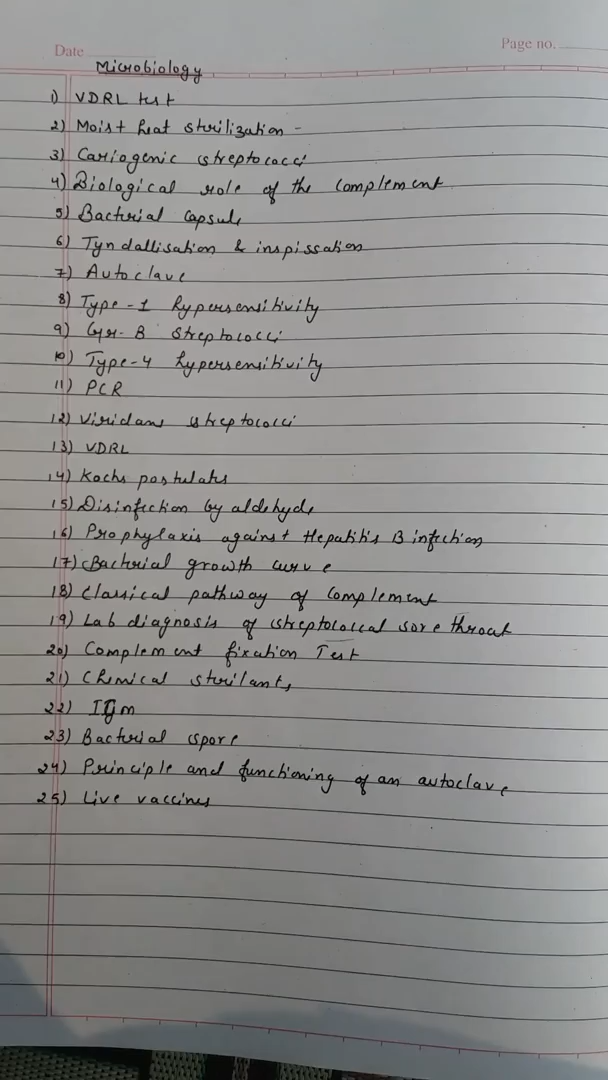 Date
Page no.
Microbiology
1) VDRL test
2) Moist heat sterilization -
3) Cariogenic streptococci
4) Biological role of the complement
5) Bacterial capsule
6) Tyndallisation & inspissation
7) Autoclave
8) Type-1 hypersensitivity
9) Gr-B streptococci
10) Type-4 hypersensitivity
11) PCR
12) Viridans streptococci
13) VDRL
14) Kochs postulates
15) Disinfection by aldehyde
16) Prophylaxis against Hepatitis B infection
17) Bacterial growth curve
18) Classical pathway of complement
19) Lab diagnosis of streptococcal sore throat
20) Complement fixation Test
21) Chemical sterilants
22) IgM
23) Bacterial spore
24) Principle and functioning of an autoclave
25) Live vaccines